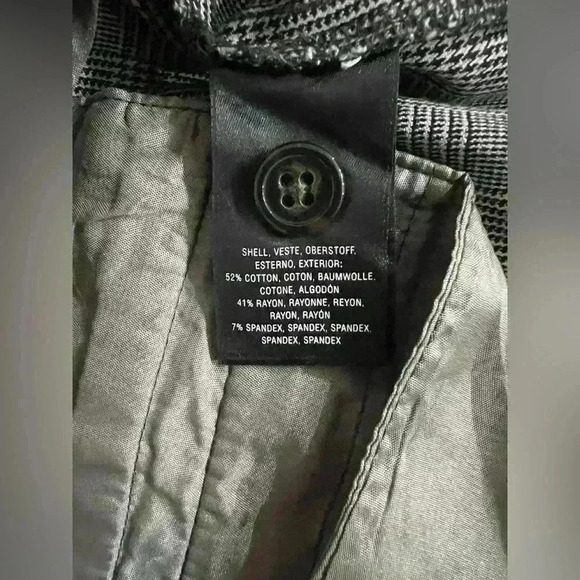 SHELL, VESTE, OBERSTOFF,
ESTERNO, EXTERIOR:
52% COTTON, COTON, BAUMWOLLE.
COTONE, ALGODÓN
41% RAYON, RAYONNE, REYON,
RAYON, RAYÓN
7% SPANDEX, SPANDEX, SPANDEX,
SPANDEX, SPANDEX